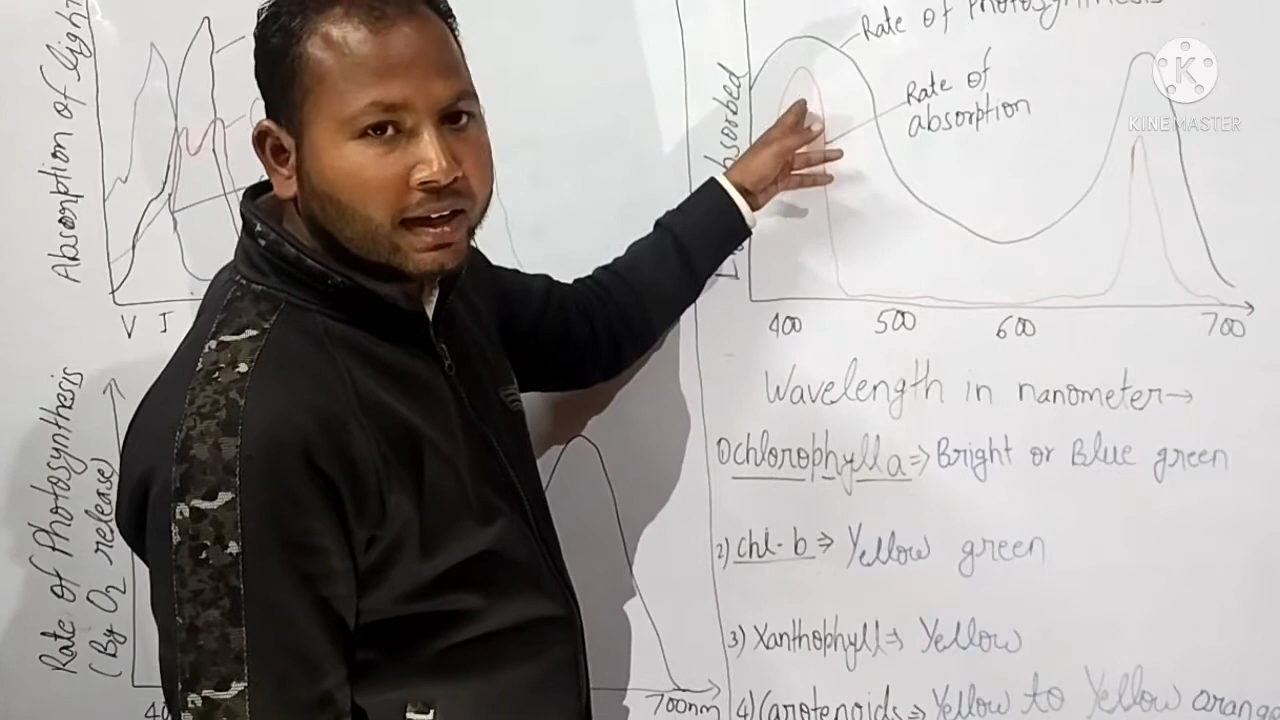 Absorption of light
V I
Rate of Photosynthesis
(By O2 release)
700nm
Rate of Photosynthesis
Rate of
absorption
400 500 600 700
Wavelength in nanometer→
1) chlorophyll a ⇒ Bright or Blue green
2) chl-b ⇒ Yellow green
3) Xanthophyll ⇒ Yellow
4) Carotenoids ⇒ Yellow to Yellow orange
KINEMASTER